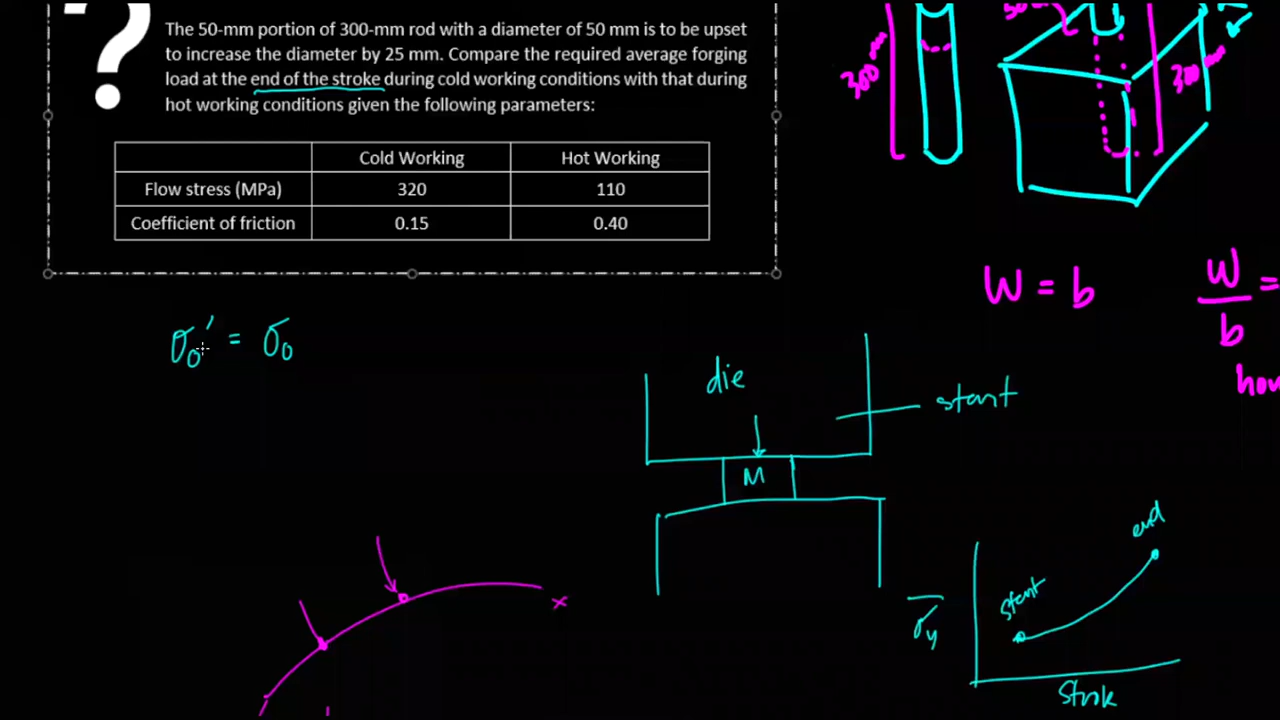 ?
The 50-mm portion of 300-mm rod with a diameter of 50 mm is to be upset
to increase the diameter by 25 mm. Compare the required average forging
load at the end of the stroke during cold working conditions with that during
hot working conditions given the following parameters:
Cold Working Hot Working
Flow stress (MPa) 320 110
Coefficient of friction 0.15 0.40
300 mm
300 mm
W = b
W/b =
σ₀′ = σ₀
die
start
M
end
start
σ̅y
Strok
x